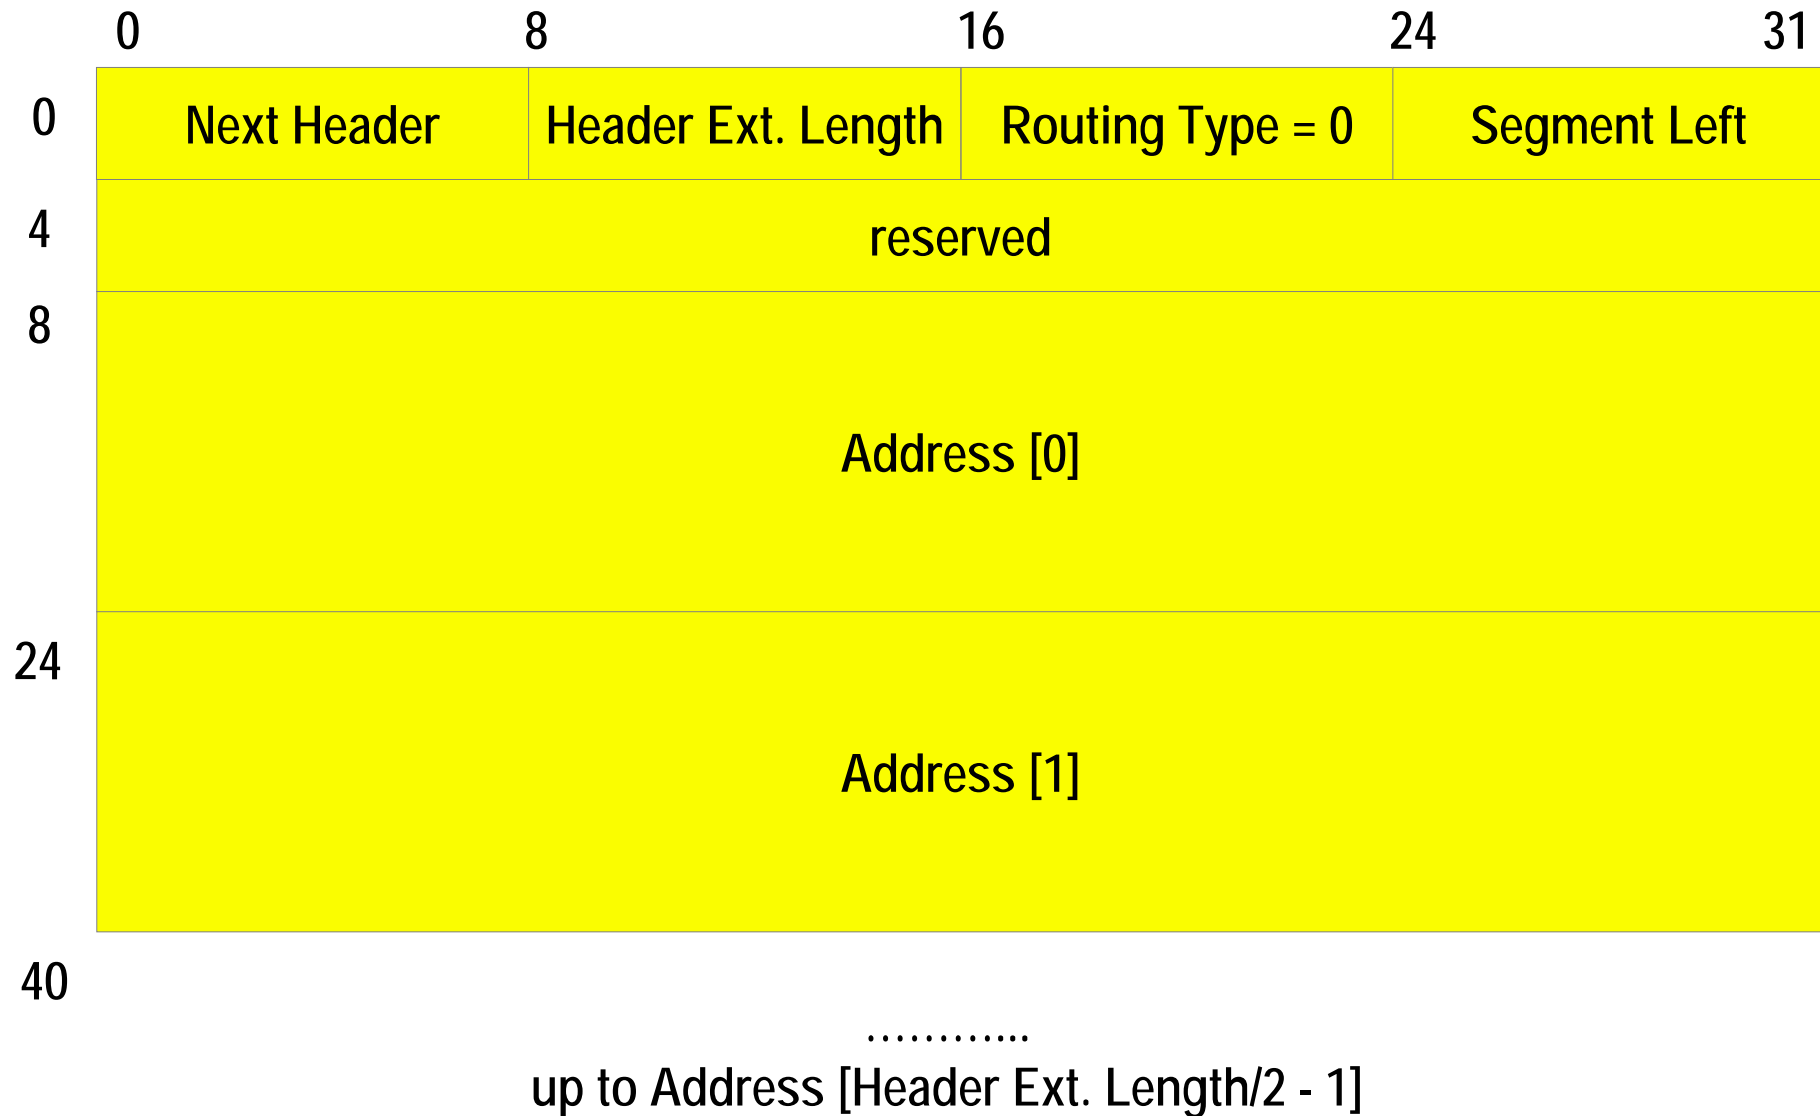 0 8 16 24 31
0 Next Header Header Ext. Length Routing Type = 0 Segment Left
4 reserved
8
Address [0]
24
Address [1]
40
...........
up to Address [Header Ext. Length/2 - 1]